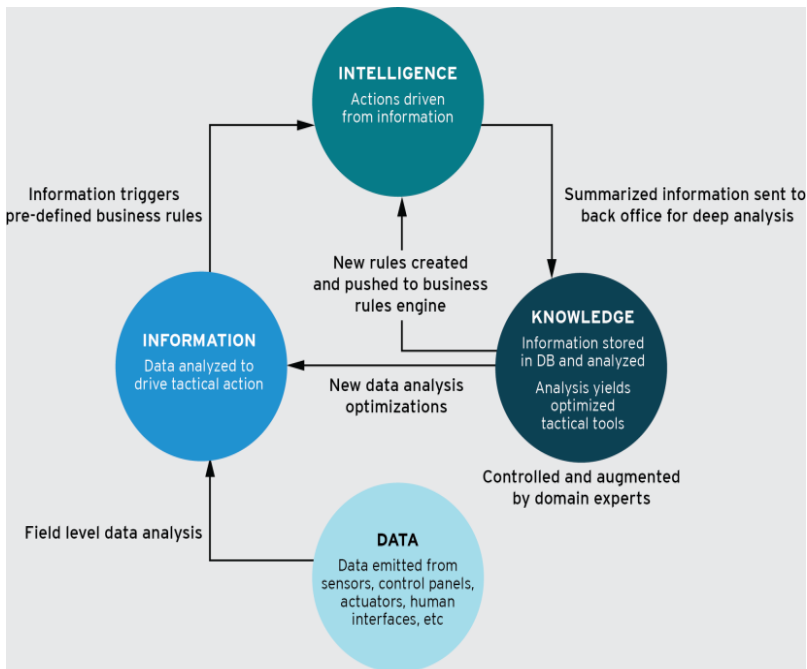 INTELLIGENCE
Actions driven
from information
Information triggers
pre-defined business rules
Summarized information sent to
back office for deep analysis
New rules created
and pushed to business
rules engine
INFORMATION
Data analyzed to
drive tactical action
KNOWLEDGE
Information stored
in DB and analyzed
Analysis yields
optimized
tactical tools
New data analysis
optimizations
Controlled and augmented
by domain experts
Field level data analysis
DATA
Data emitted from
sensors, control panels,
actuators, human
interfaces, etc